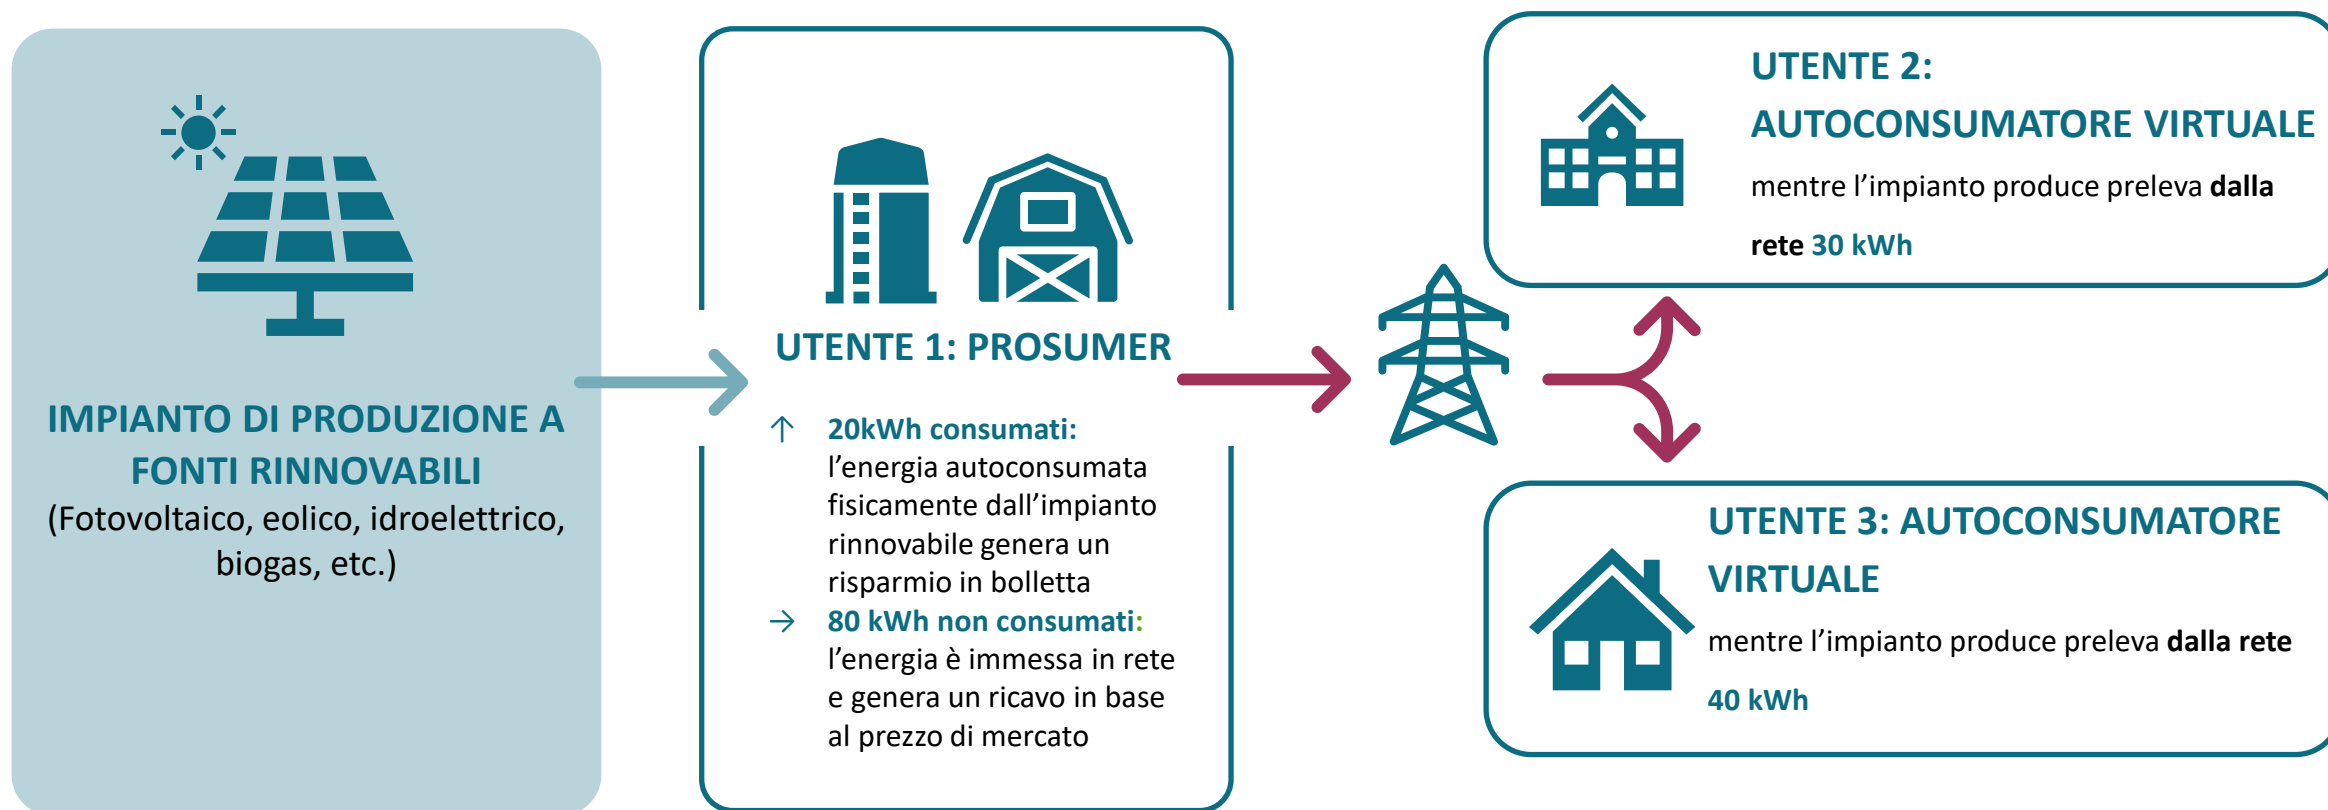 IMPIANTO DI PRODUZIONE A
FONTI RINNOVABILI
(Fotovoltaico, eolico, idroelettrico,
biogas, etc.)
UTENTE 1: PROSUMER
↑ 20kWh consumati:
l’energia autoconsumata
fisicamente dall’impianto
rinnovabile genera un
risparmio in bolletta
→ 80 kWh non consumati:
l’energia è immessa in rete
e genera un ricavo in base
al prezzo di mercato
UTENTE 2:
AUTOCONSUMATORE VIRTUALE
mentre l’impianto produce preleva dalla
rete 30 kWh
UTENTE 3: AUTOCONSUMATORE
VIRTUALE
mentre l’impianto produce preleva dalla rete
40 kWh